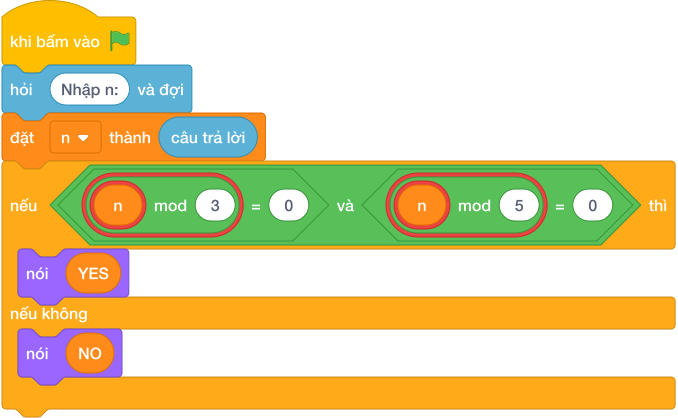 khi bấm vào
hỏi Nhập n: và đợi
đặt n thành câu trả lời
nếu n mod 3 = 0 và n mod 5 = 0 thì
nói YES
nếu không
nói NO